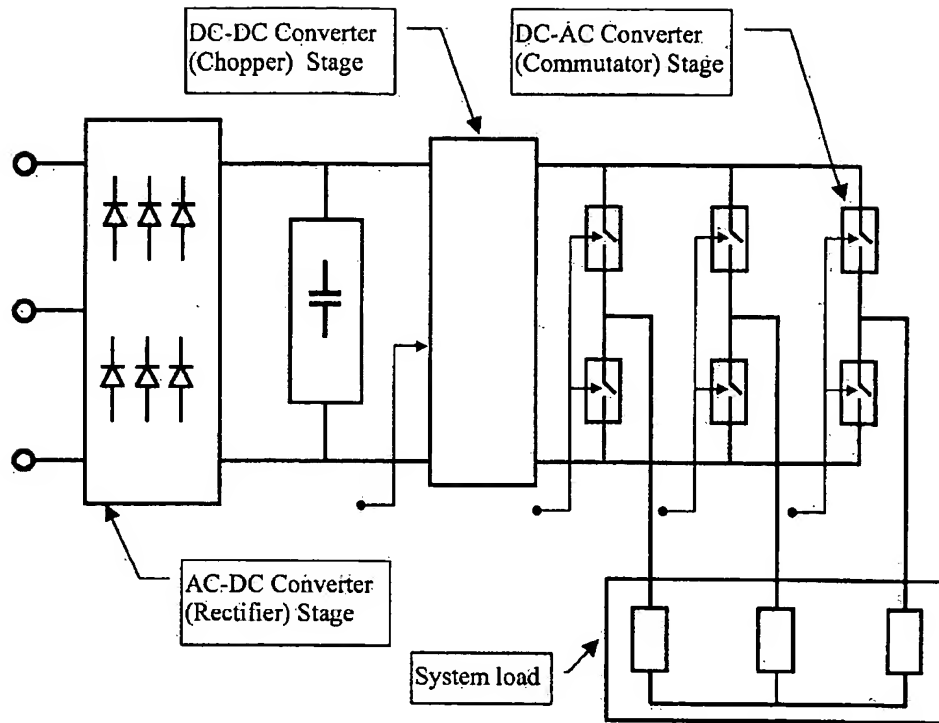 DC-DC Converter
(Chopper) Stage
DC-AC Converter
(Commutator) Stage
AC-DC Converter
(Rectifier) Stage
System load